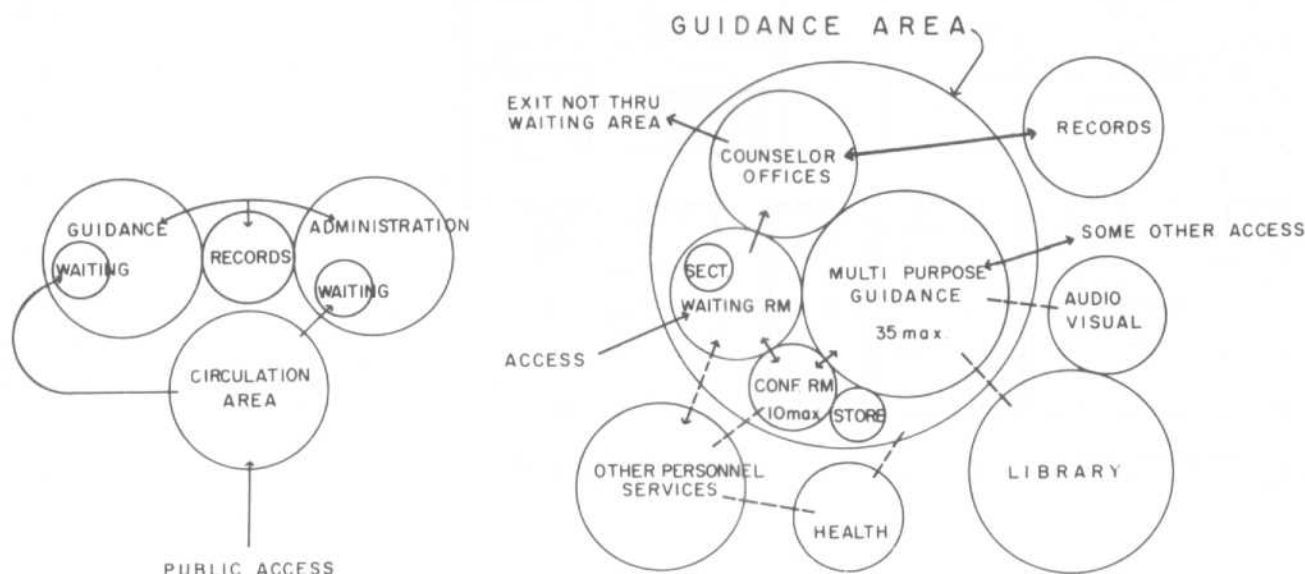 GUIDANCE
ADMINISTRATION
RECORDS
WAITING
WAITING
CIRCULATION
AREA
PUBLIC ACCESS
GUIDANCE AREA
EXIT NOT THRU
WAITING AREA
COUNSELOR
OFFICES
RECORDS
SOME OTHER ACCESS
SECT.
WAITING RM
MULTI PURPOSE
GUIDANCE
35 max
AUDIO
VISUAL
ACCESS
CONF. RM
10 max
STORE
OTHER PERSONNEL
SERVICES
HEALTH
LIBRARY